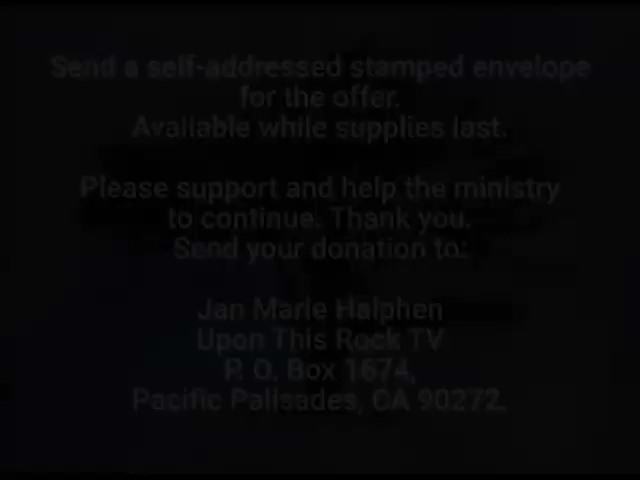 Send a self-addressed stamped envelope
for the offer.
Available while supplies last.
Please support and help the ministry
to continue. Thank you.
Send your donation to:
Jan Marie Halphen
Upon This Rock TV
P. O. Box 1674,
Pacific Palisades, CA 90272.